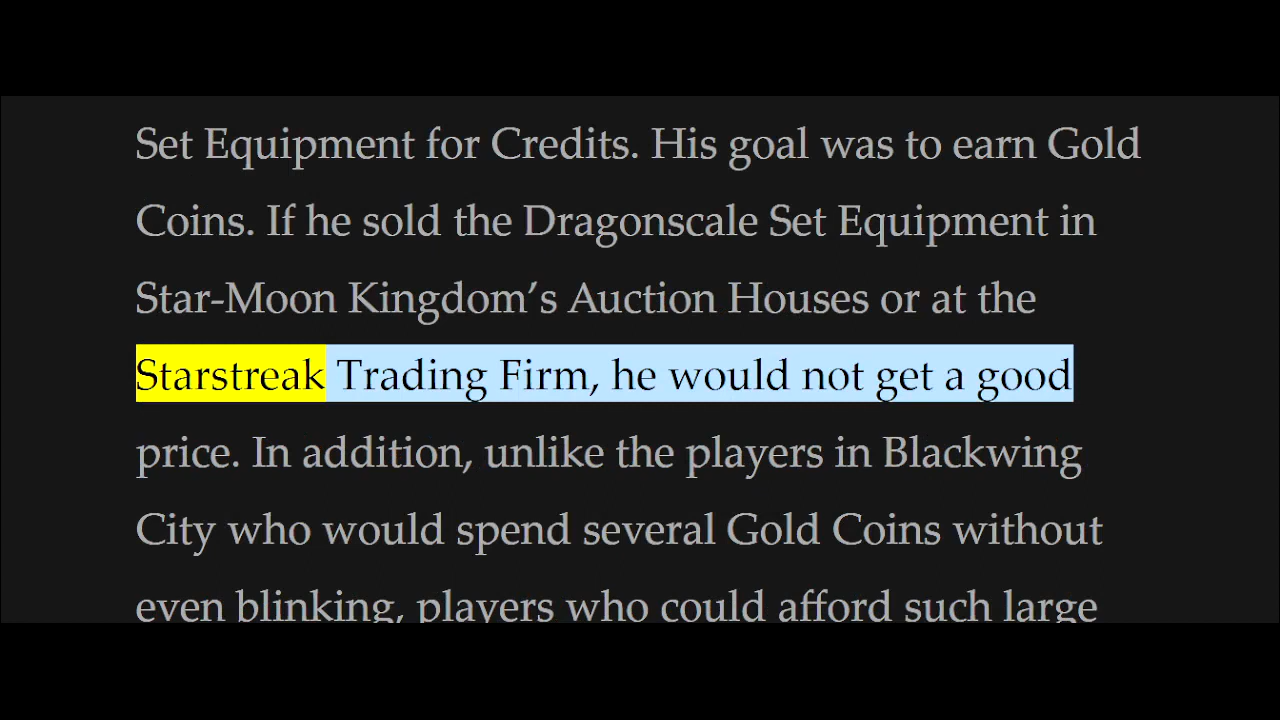 Set Equipment for Credits. His goal was to earn Gold
Coins. If he sold the Dragonscale Set Equipment in
Star-Moon Kingdom’s Auction Houses or at the
Starstreak Trading Firm, he would not get a good
price. In addition, unlike the players in Blackwing
City who would spend several Gold Coins without
even blinking, players who could afford such large